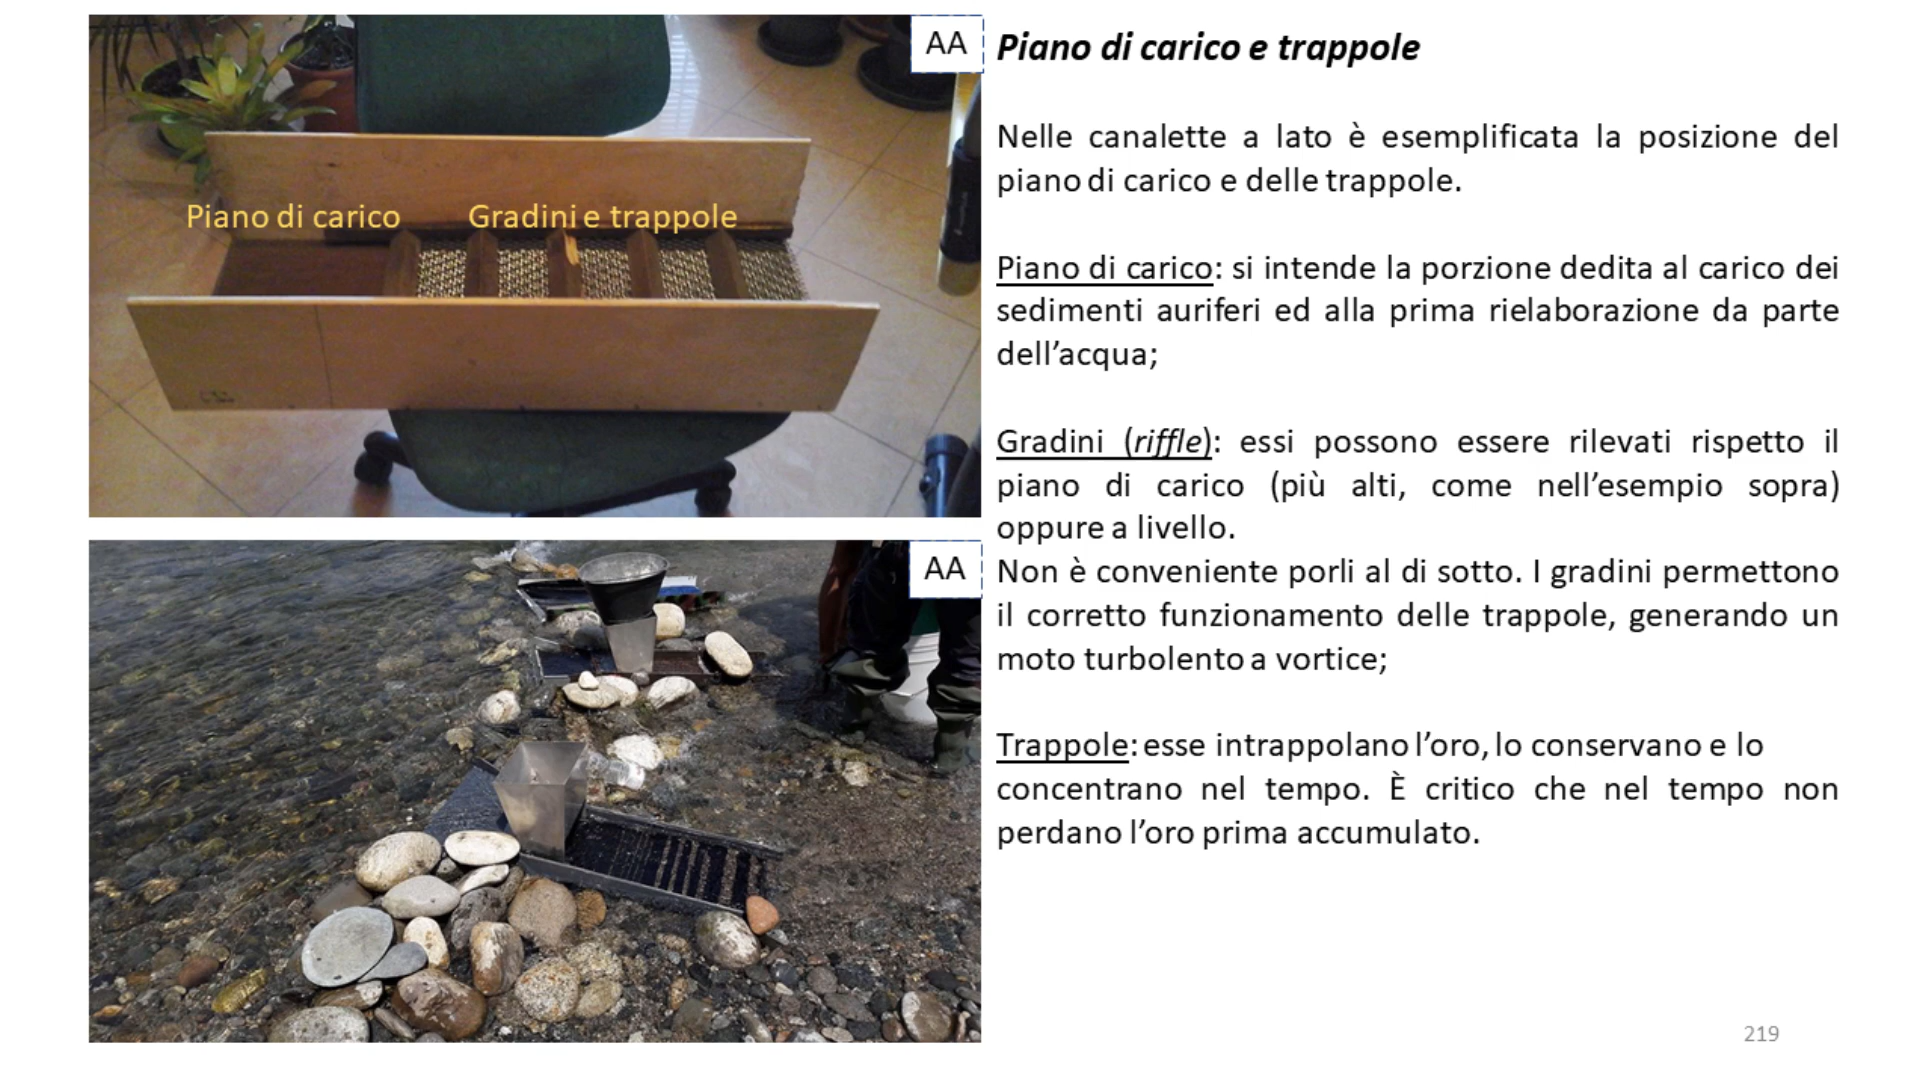 AA
Piano di carico e trappole
Piano di carico
Gradini e trappole
AA
Nelle canalette a lato è esemplificata la posizione del
piano di carico e delle trappole.
Piano di carico: si intende la porzione dedita al carico dei
sedimenti auriferi ed alla prima rielaborazione da parte
dell’acqua;
Gradini (riffle): essi possono essere rilevati rispetto il
piano di carico (più alti, come nell’esempio sopra)
oppure a livello.
Non è conveniente porli al di sotto. I gradini permettono
il corretto funzionamento delle trappole, generando un
moto turbolento a vortice;
Trappole: esse intrappolano l’oro, lo conservano e lo
concentrano nel tempo. È critico che nel tempo non
perdano l’oro prima accumulato.
219